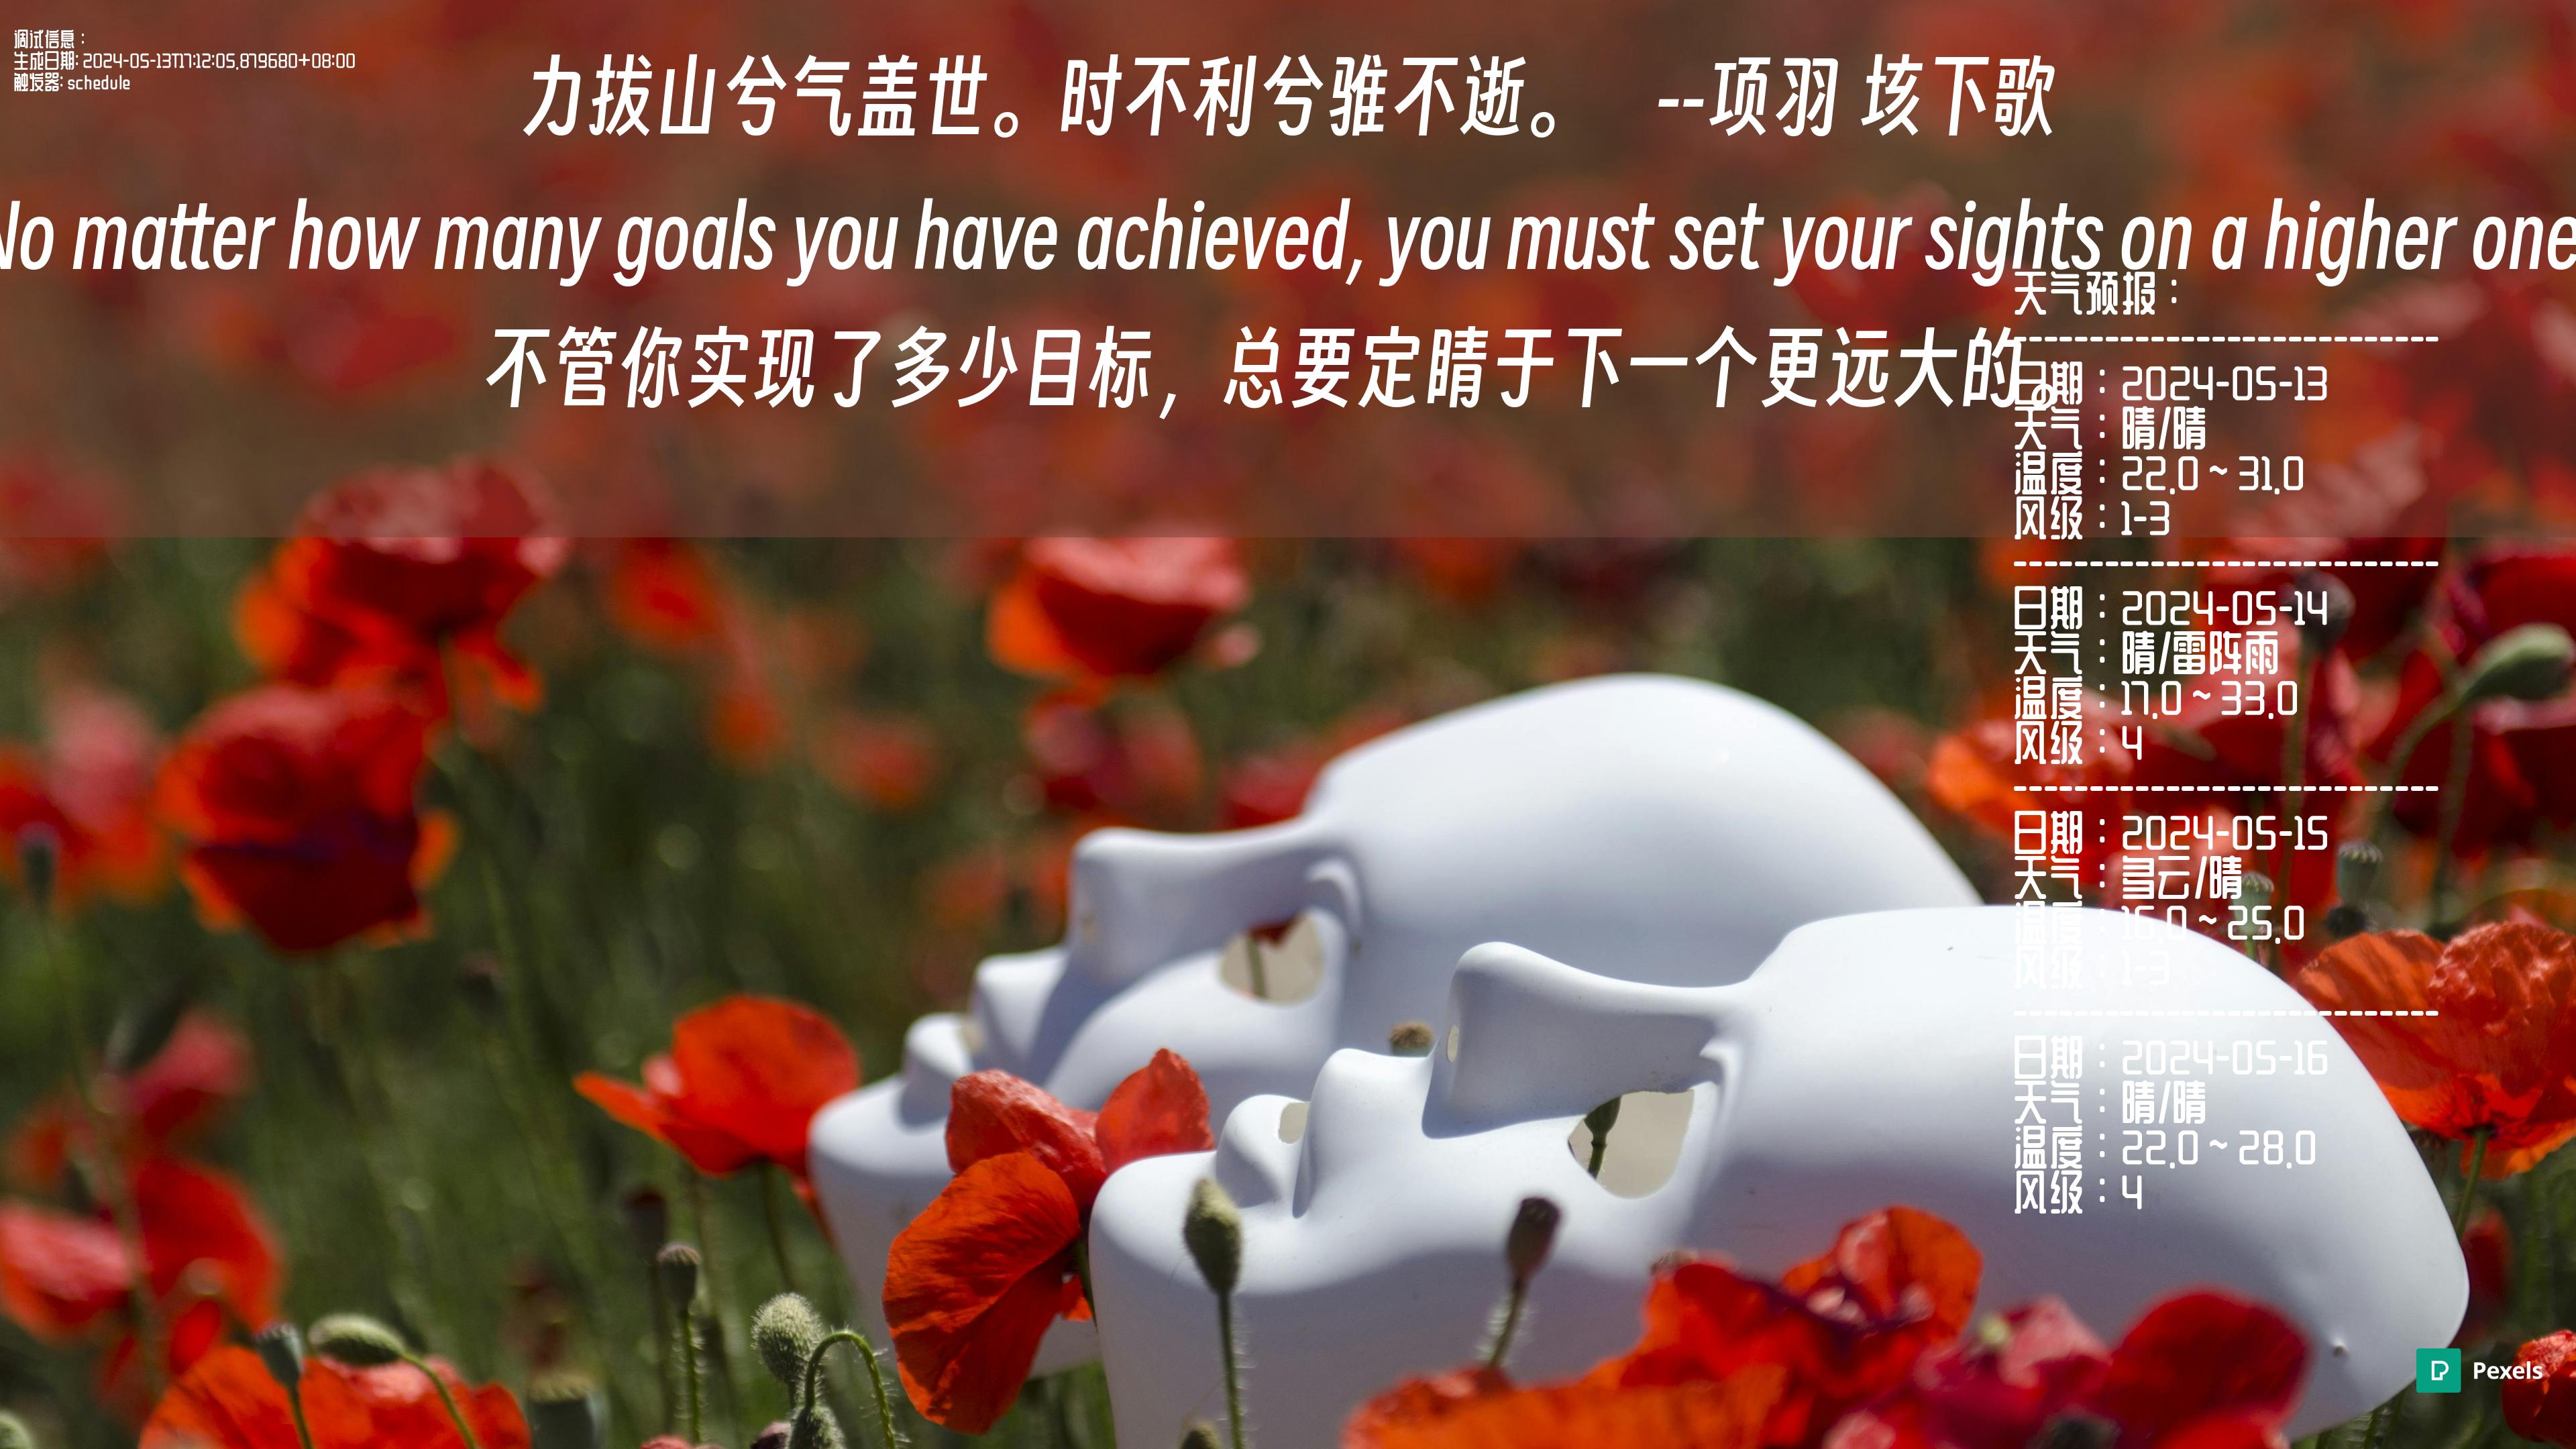 调试信息：
生成日期: 2024-05-13T17:12:05.879680+08:00
触发器: schedule
力拔山兮气盖世。时不利兮骓不逝。 --项羽 垓下歌
No matter how many goals you have achieved, you must set your sights on a higher one
不管你实现了多少目标，总要定睛于下一个更远大的。
天气预报：
---------------------------
日期：2024-05-13
天气：晴/晴
温度：22.0 ~ 31.0
风级：1-3
---------------------------
日期：2024-05-14
天气：晴/雷阵雨
温度：17.0 ~ 33.0
风级：4
---------------------------
日期：2024-05-15
天气：多云/晴
温度：16.0 ~ 25.0
风级：1-3
---------------------------
日期：2024-05-16
天气：晴/晴
温度：22.0 ~ 28.0
风级：4
Pexels